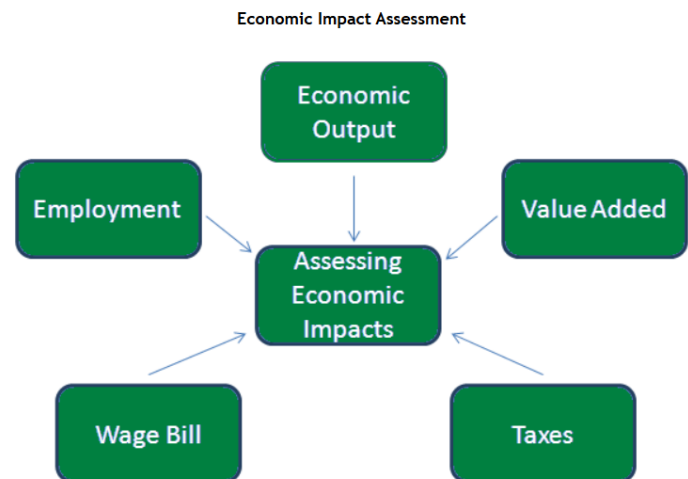 Economic Impact Assessment
Economic
Output
Employment
Value Added
Assessing
Economic
Impacts
Wage Bill
Taxes